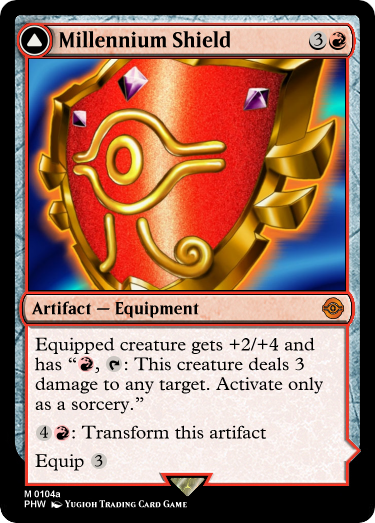 Millennium Shield 3
Artifact — Equipment
Equipped creature gets +2/+4 and
has “ , : This creature deals 3
damage to any target. Activate only
as a sorcery.”
4 : Transform this artifact
Equip 3
M 0104a
PHW Yugioh Trading Card Game